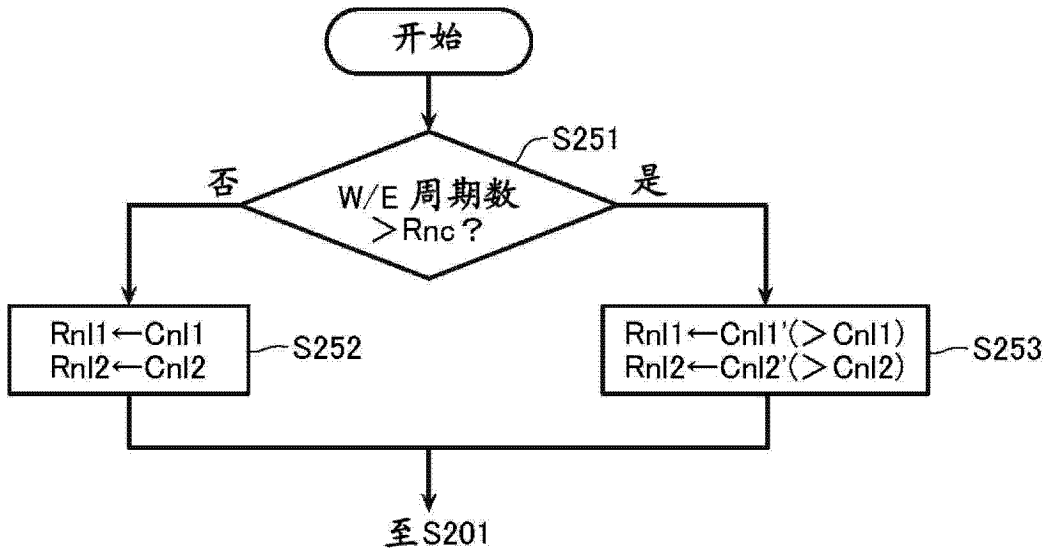 开始
S251
否
是
W/E 周期数
＞Rnc？
Rnl1←Cnl1
Rnl2←Cnl2
S252
Rnl1←Cnl1'(＞Cnl1)
Rnl2←Cnl2'(＞Cnl2)
S253
至S201